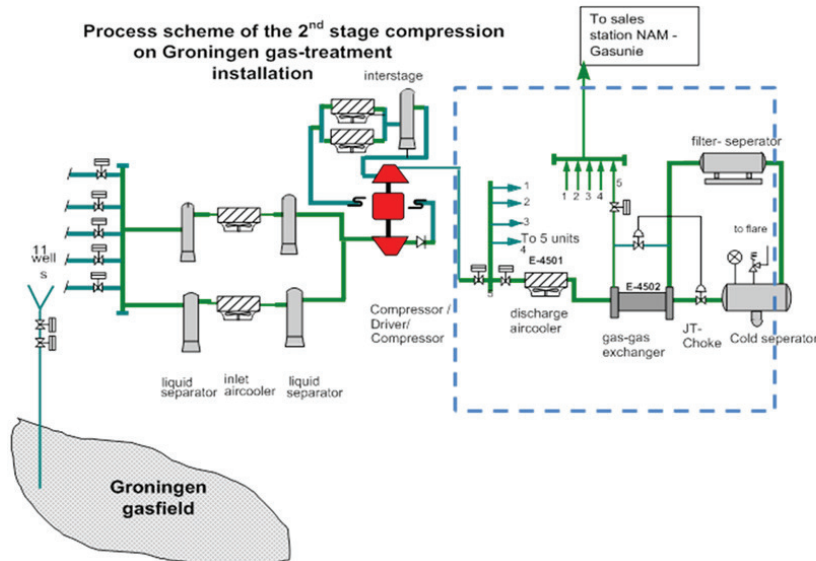 Process scheme of the 2nd stage compression
on Groningen gas-treatment
installation
To sales
station NAM -
Gasunie
interstage
filter- seperator
11
well
s
1
2
3
To 5 units
4
E-4501
5
1 2 3 4
5
to flare
E-4502
Compressor /
Driver/
Compressor
discharge
aircooler
gas-gas
exchanger
JT-
Choke
Cold seperator
liquid
separator
inlet
aircooler
liquid
separator
Groningen
gasfield